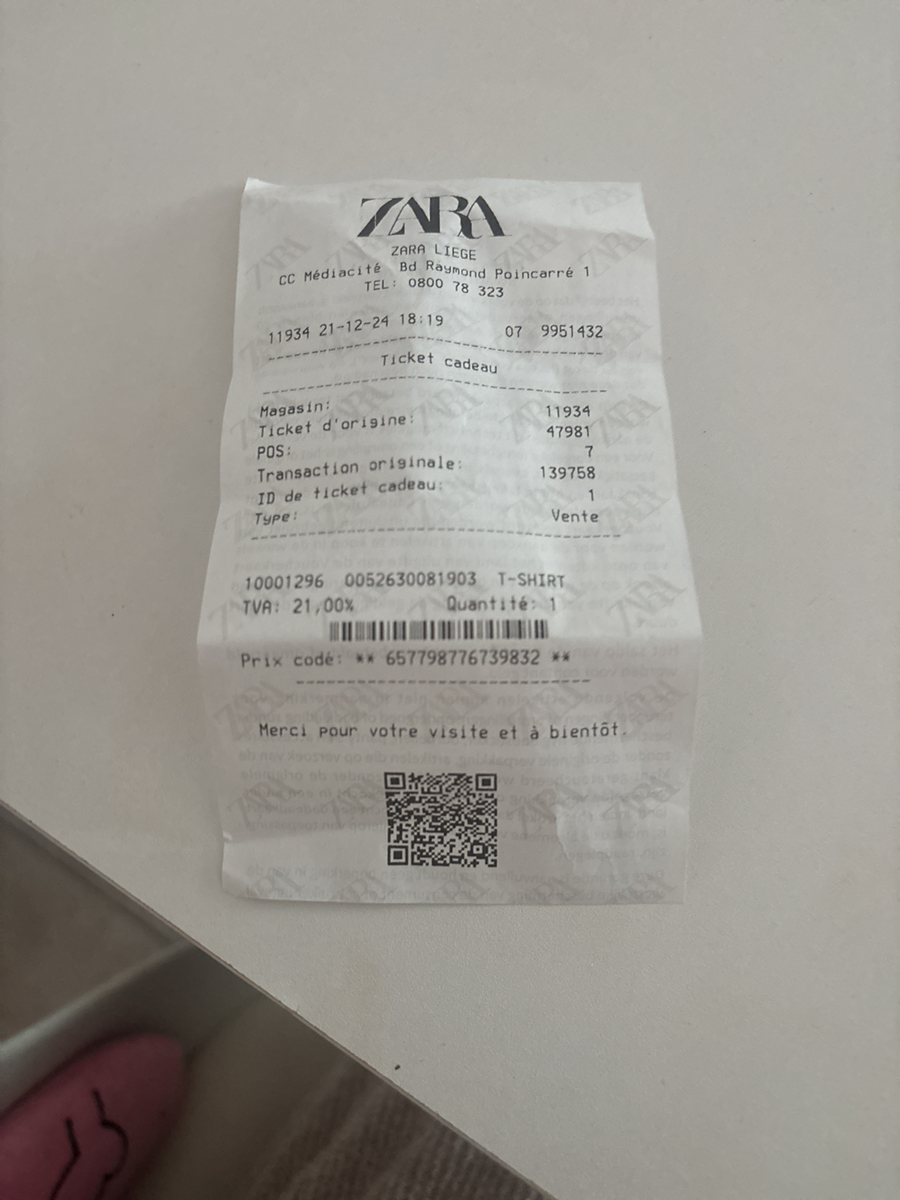 ZARA
ZARA LIEGE
CC Médiacité Bd Raymond Poincarré 1
TEL: 0800 78 323
11934 21-12-24 18:19 07 9951432
Ticket cadeau
Magasin: 11934
Ticket d'origine: 47981
POS: 7
Transaction originale: 139758
ID de ticket cadeau: 1
Type: Vente
10001296 0052630081903 T-SHIRT
TVA: 21,00% Quantité: 1
Prix codé: ** 657798776739832 **
Merci pour votre visite et à bientôt.